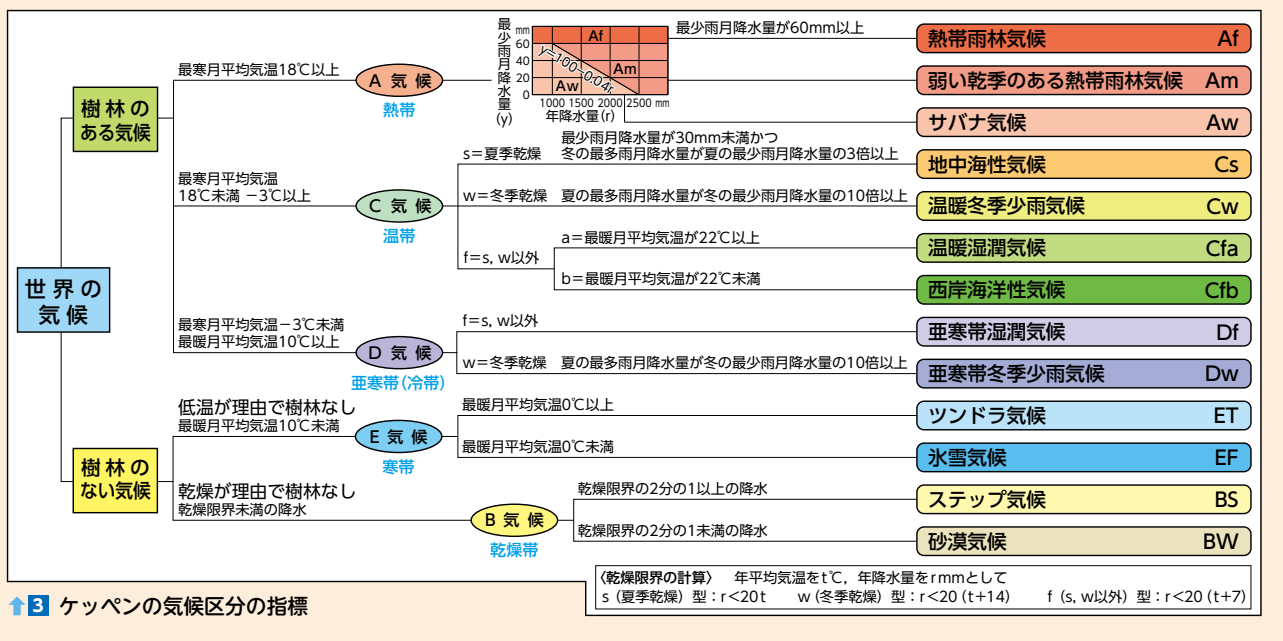 世界の
気候
樹林の
ある気候
最寒月平均気温18℃以上
A 気 候
熱帯
最少雨月降水量(y)
mm
60
40
20
0
Af
Am
Aw
y=100-0.04r
1000 1500 2000 2500 mm
年降水量(r)
最少雨月降水量が60mm以上
熱帯雨林気候 Af
弱い乾季のある熱帯雨林気候 Am
サバナ気候 Aw
最寒月平均気温
18℃未満 −3℃以上
C 気 候
温帯
s=夏季乾燥
最少雨月降水量が30mm未満かつ
冬の最多雨月降水量が夏の最少雨月降水量の3倍以上
地中海性気候 Cs
w=冬季乾燥 夏の最多雨月降水量が冬の最少雨月降水量の10倍以上
温暖冬季少雨気候 Cw
f=s, w以外
a=最暖月平均気温が22℃以上
温暖湿潤気候 Cfa
b=最暖月平均気温が22℃未満
西岸海洋性気候 Cfb
最寒月平均気温−3℃未満
最暖月平均気温10℃以上
D 気 候
亜寒帯(冷帯)
f=s, w以外
亜寒帯湿潤気候 Df
w=冬季乾燥 夏の最多雨月降水量が冬の最少雨月降水量の10倍以上
亜寒帯冬季少雨気候 Dw
樹林の
ない気候
低温が理由で樹林なし
最暖月平均気温10℃未満
E 気 候
寒帯
最暖月平均気温0℃以上
ツンドラ気候 ET
最暖月平均気温0℃未満
氷雪気候 EF
乾燥が理由で樹林なし
乾燥限界未満の降水
B 気 候
乾燥帯
乾燥限界の2分の1以上の降水
ステップ気候 BS
乾燥限界の2分の1未満の降水
砂漠気候 BW
〈乾燥限界の計算〉 年平均気温をt℃, 年降水量をrmmとして
s (夏季乾燥) 型:r<20t w (冬季乾燥) 型:r<20 (t+14) f (s, w以外) 型:r<20 (t+7)
⬆3 ケッペンの気候区分の指標